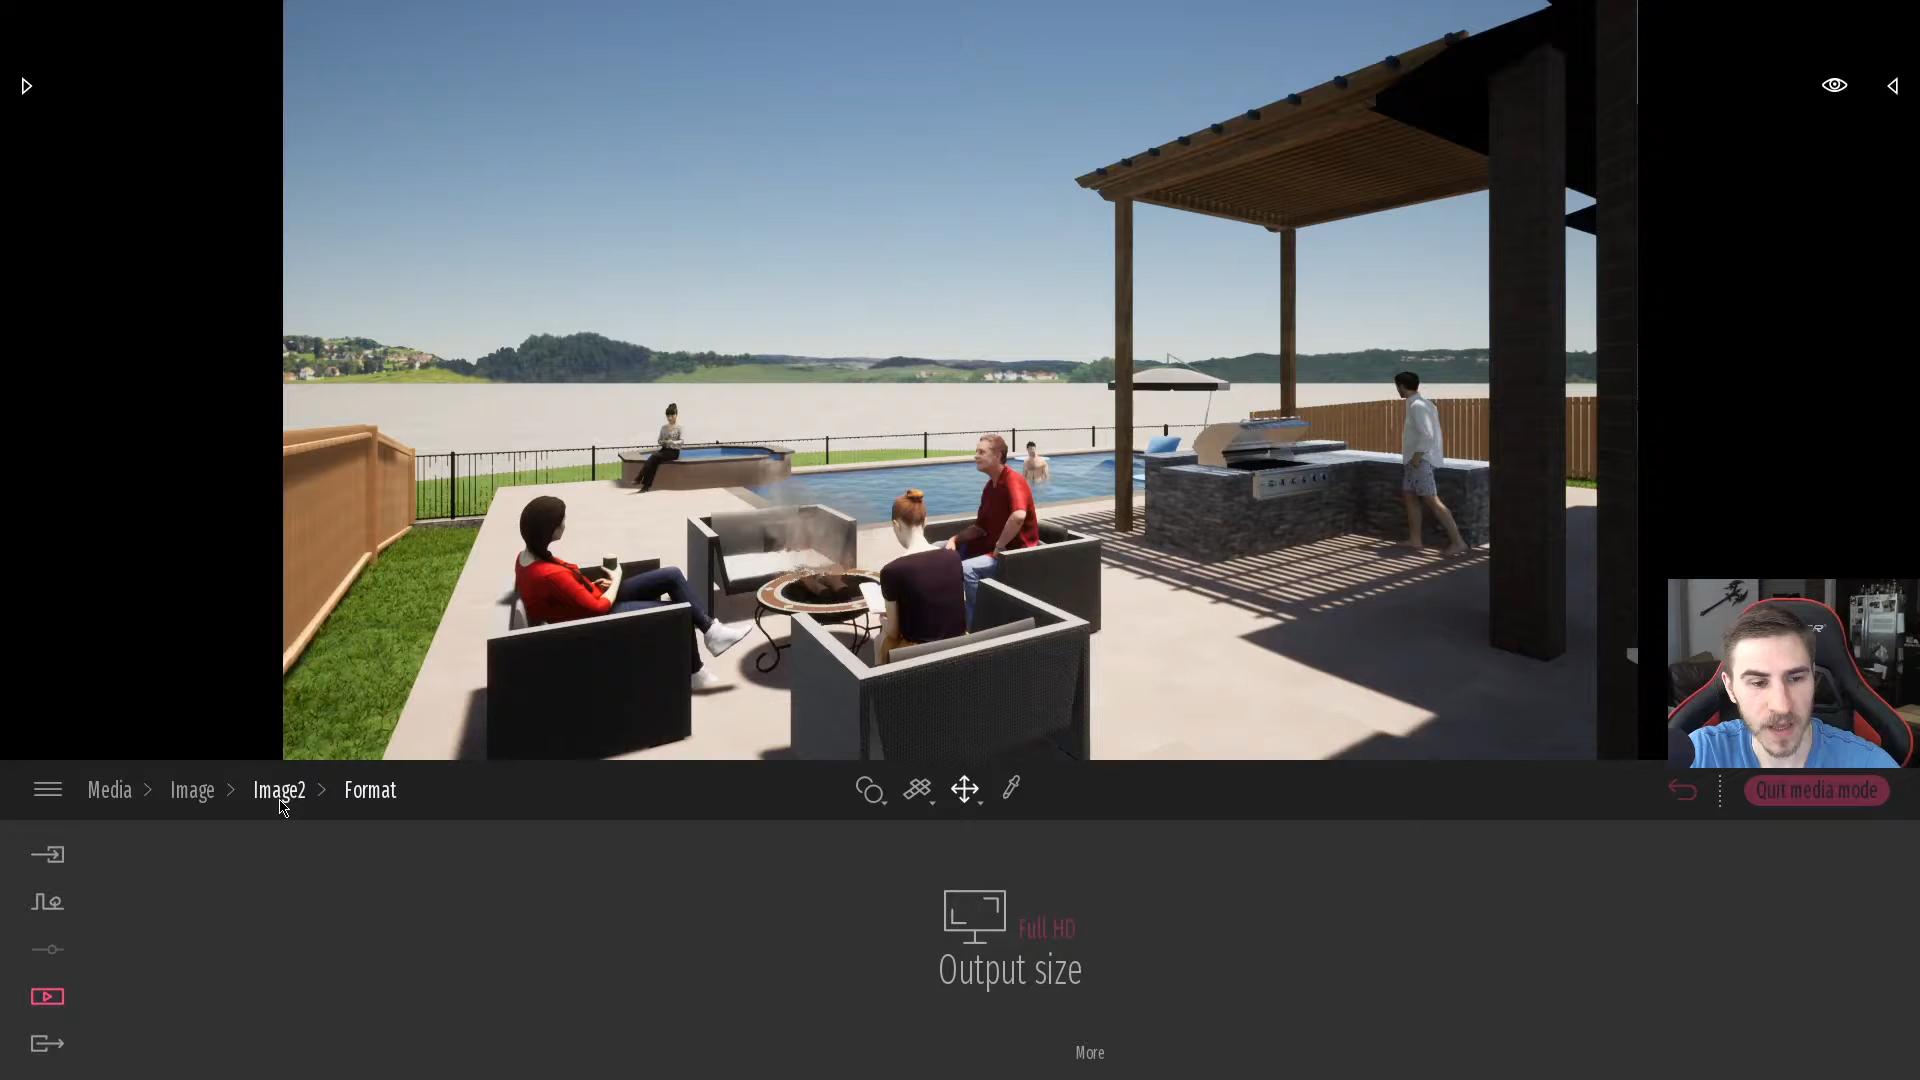 Media > Image > Image2 > Format
Quit media mode
Full HD
Output size
More